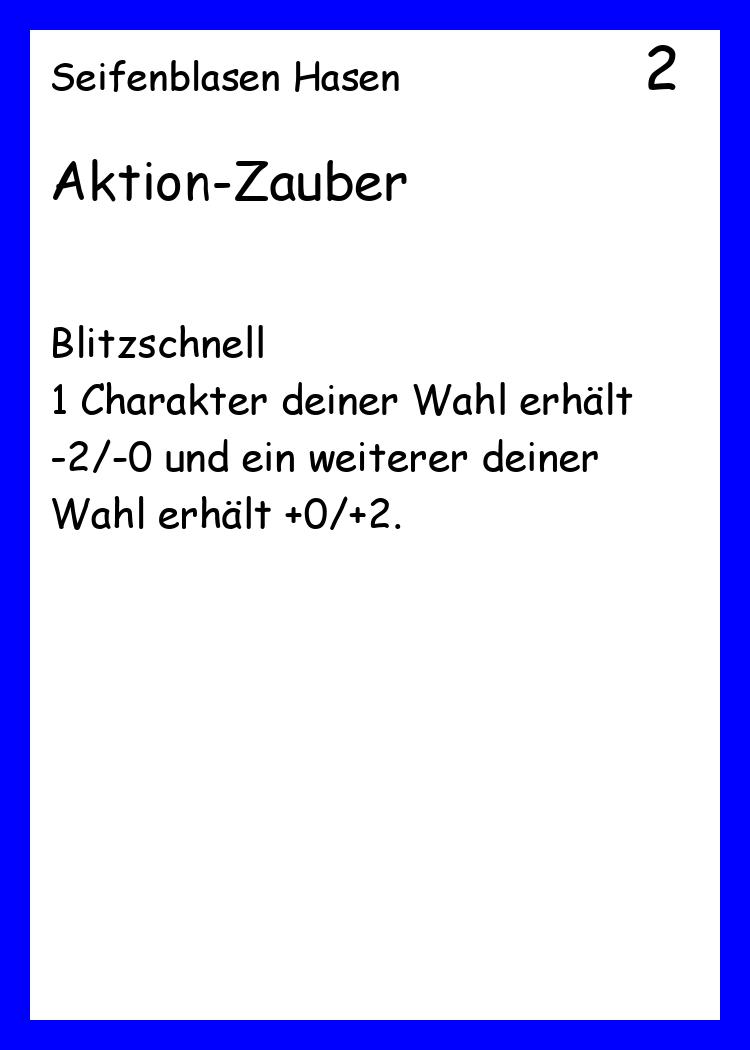 Seifenblasen Hasen 2
Aktion-Zauber
Blitzschnell
1 Charakter deiner Wahl erhält
-2/-0 und ein weiterer deiner
Wahl erhält +0/+2.